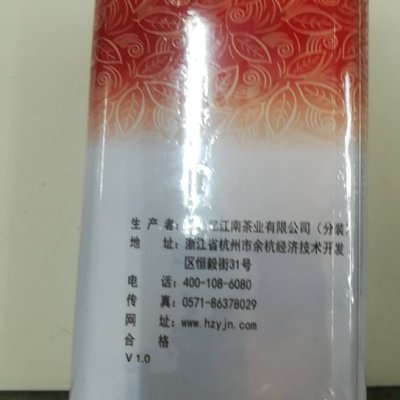 生产者: 江南茶业有限公司(分装)
地 址:浙江省杭州市余杭经济技术开发
区恒毅街31号
电 话:400-108-6080
传 真:0571-86378029
网 址:www.hzyjn.com
合 格
V 1.0